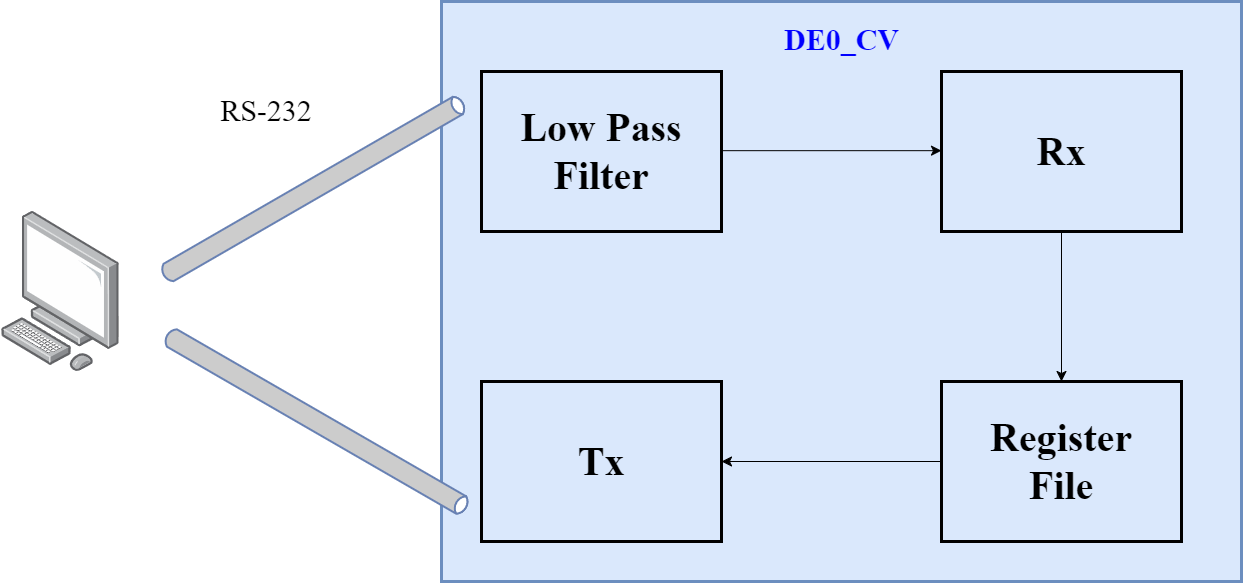 DE0_CV
RS-232
Low Pass
Filter
Rx
Tx
Register
File